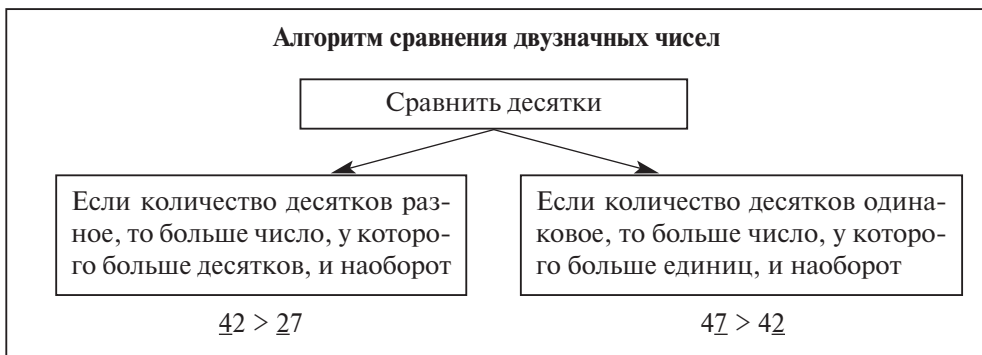 Алгоритм сравнения двузначных чисел
Сравнить десятки
Если количество десятков раз-
ное, то больше число, у которо-
го больше десятков, и наоборот
42 > 27
Если количество десятков одина-
ковое, то больше число, у которо-
го больше единиц, и наоборот
47 > 42